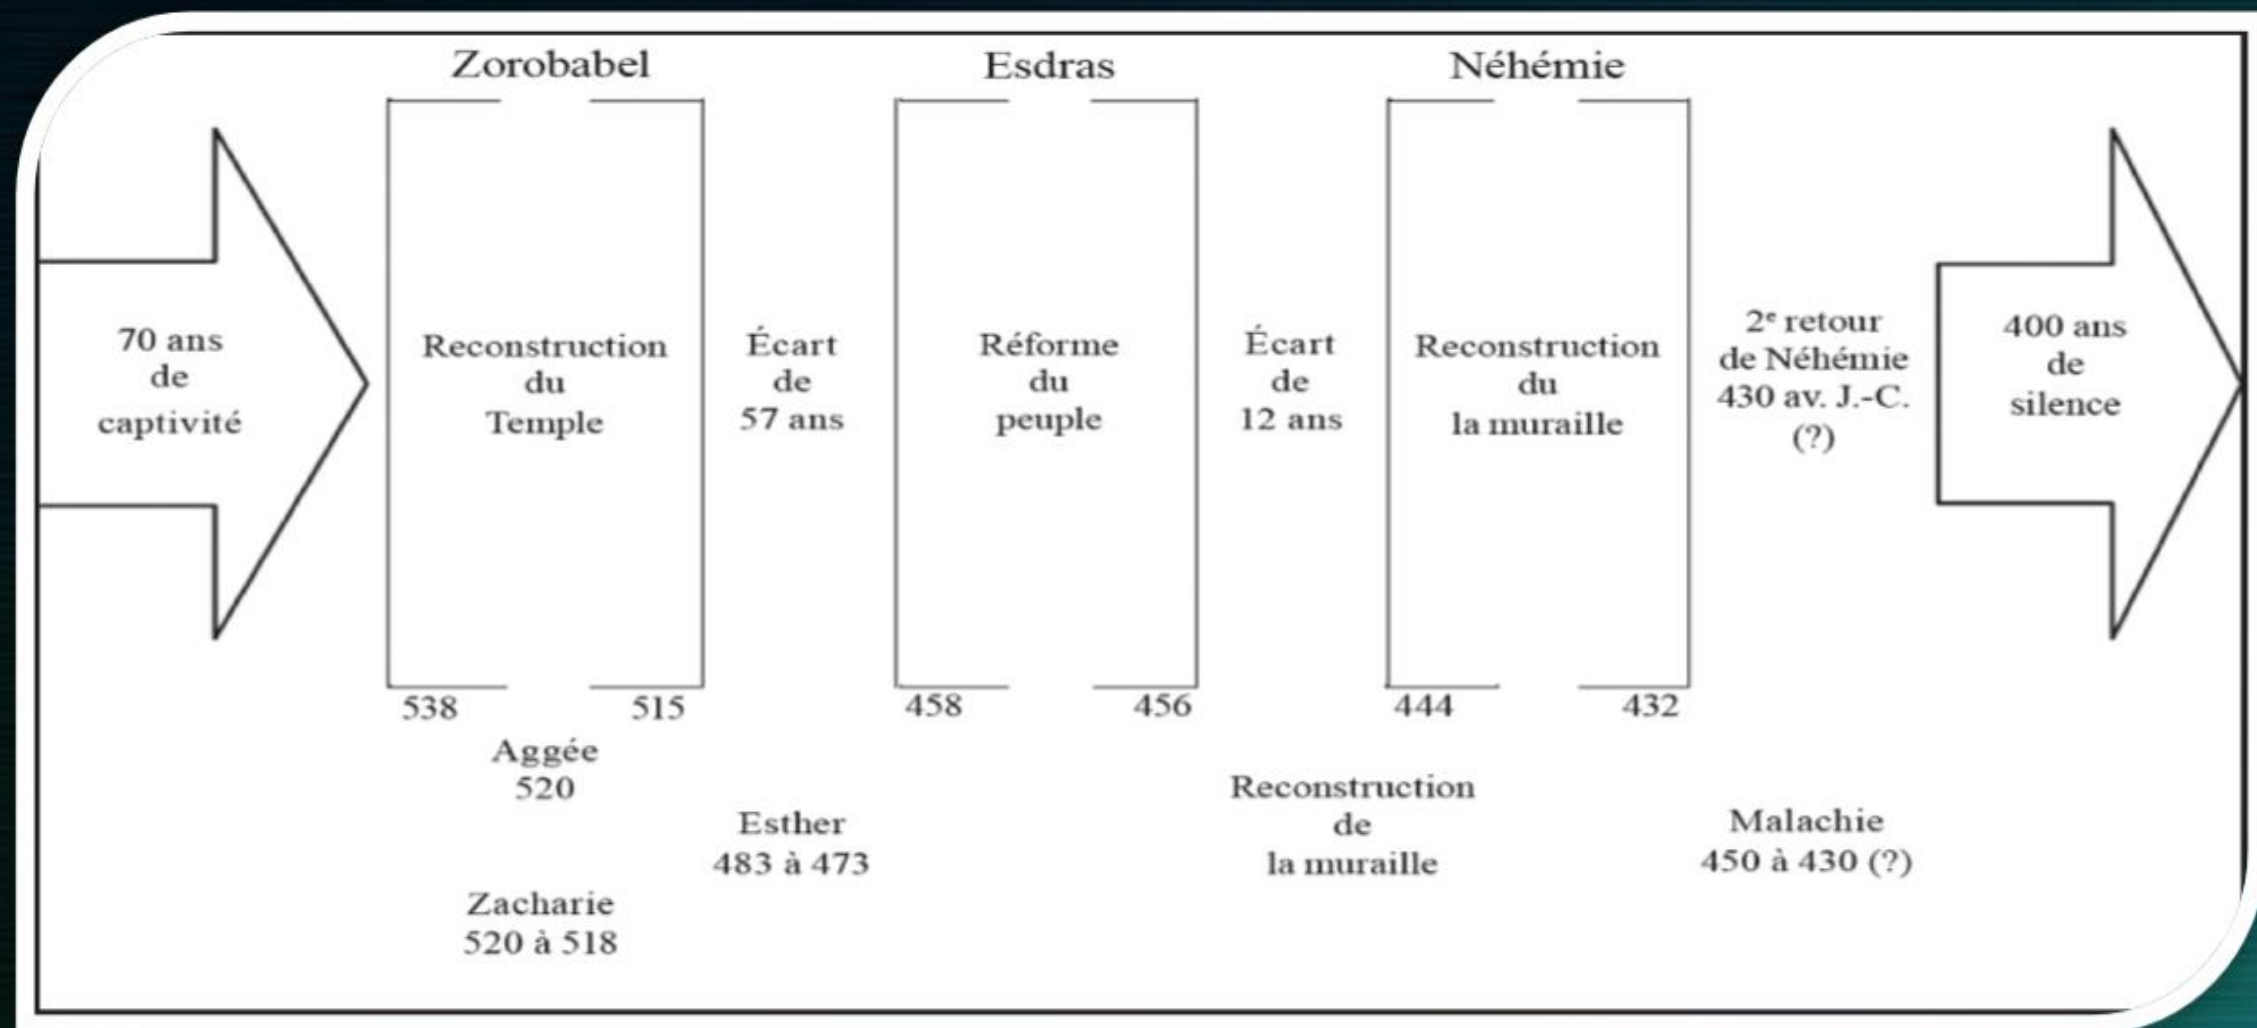 Zorobabel
Esdras
Néhémie
70 ans
de
captivité
Reconstruction
du
Temple
Écart
de
57 ans
Réforme
du
peuple
Écart
de
12 ans
Reconstruction
du
la muraille
2e retour
de Néhémie
430 av. J.-C.
(?)
400 ans
de
silence
538
515
458
456
444
432
Aggée
520
Zacharie
520 à 518
Esther
483 à 473
Reconstruction
de
la muraille
Malachie
450 à 430 (?)